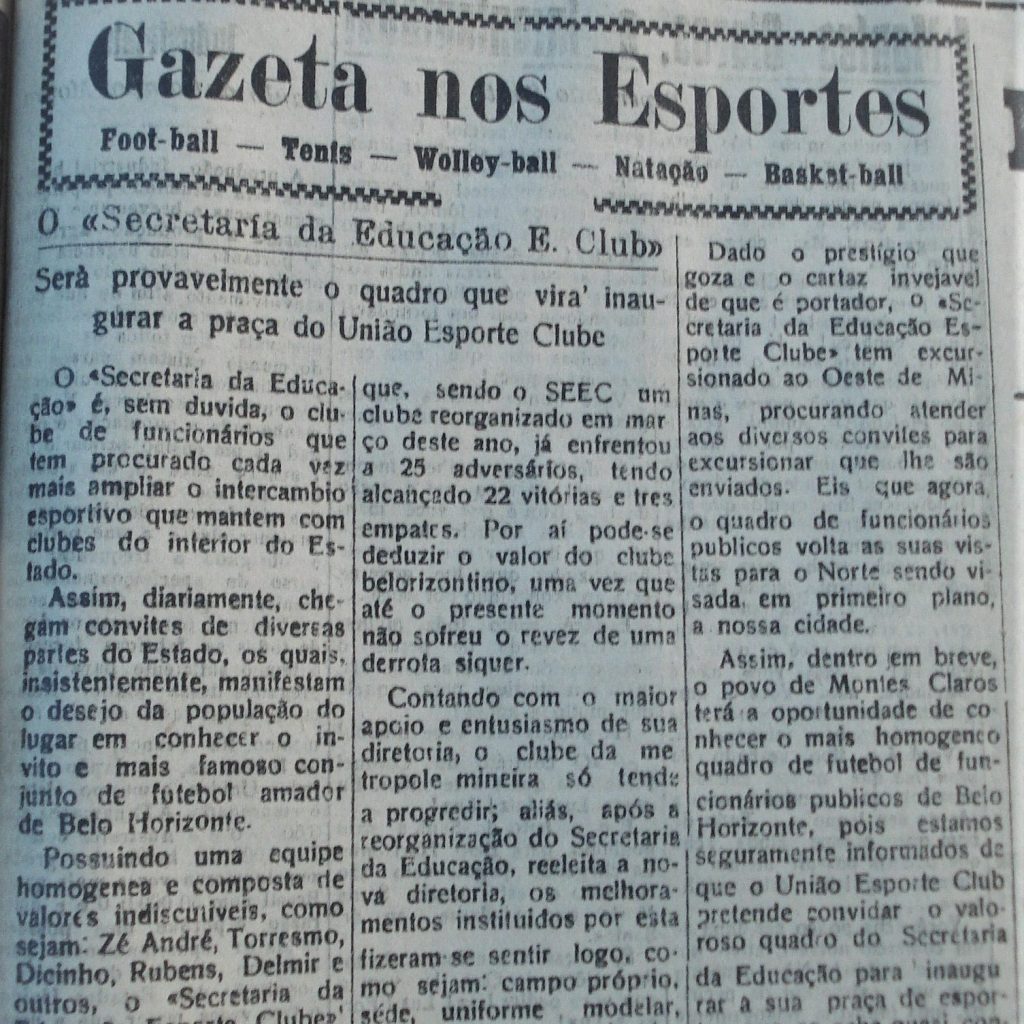 Gazeta nos Esportes
Foot-ball — Tenis — Wolley-ball — Natação — Basket-ball
O «Secretaria da Educação E. Club»
Será provavelmente o quadro que vira' inau-
gurar a praça do União Esporte Clube
O «Secretaria da Educa-
ção» é, sem duvida, o clu-
be de funcionários que
tem procurado cada vez
mais ampliar o intercambio
esportivo que mantem com
clubes do interior do Es-
tado.
Assim, diariamente, che-
gam convites de diversas
partes do Estado, os quais,
insistentemente, manifestam
o desejo da população do
lugar em conhecer o in-
vito e mais famoso con-
junto de futebol amador
de Belo Horizonte.
Possuindo uma equipe
homogenea e composta de
valores indiscutiveis, como
sejam: Zé André, Torresmo,
Dicinho, Rubens, Delmir e
outros, o «Secretaria da
Esporte Clube»
que, sendo o SEEC um
clube reorganizado em mar
ço deste ano, já enfrentou
a 25 adversários, tendo
alcançado 22 vitórias e tres
empates. Por aí pode-se
deduzir o valor do clube
belorizontino, uma vez que
até o presente momento
não sofreu o revez de uma
derrota siquer.
Contando com o maior
apoio e entusiasmo de sua
diretoria, o clube da me
tropole mineira só tende
a progredir; aliás, após a
reorganização do Secretaria
da Educação, reeleita a no-
va diretoria, os melhora-
mentos instituidos por esta
fizeram-se sentir logo, co-
mo sejam: campo próprio,
séde, uniforme modelar,
Dado o prestígio que
goza e o cartaz invejavel
de que é portador, o «Se-
cretaria da Educação Es-
porte Clube» tem excur-
sionado ao Oeste de Mi-
nas, procurando atender
aos diversos convites para
excursionar que lhe são
enviados. Eis que agora,
o quadro de funcionários
publicos volta as suas vis-
tas para o Norte sendo vi-
sada, em primeiro plano,
a nossa cidade.
Assim, dentro em breve,
o povo de Montes Claros
terá a oportunidade de co
nhecer o mais homogeneo
quadro de futebol de fun-
cionários publicos de Belo
Horizonte, pois estamos
seguramente informados de
que o União Esporte Club
pretende convidar o valo-
roso quadro do Secretaria
da Educação para inaugu
rar a sua praça de espor-